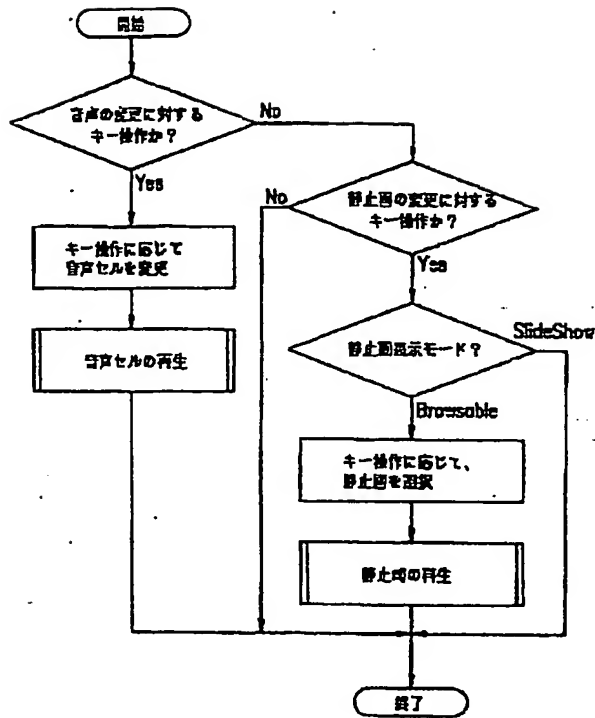 開始
音声の変更に対する
キー操作か？
No
Yes
静止画の変更に対する
キー操作か？
No
Yes
キー操作に応じて
音声セルを変更
音声セルの再生
静止画表示モード？
SlideShow
Browsable
キー操作に応じて、
静止画を選択
静止画の再生
終了